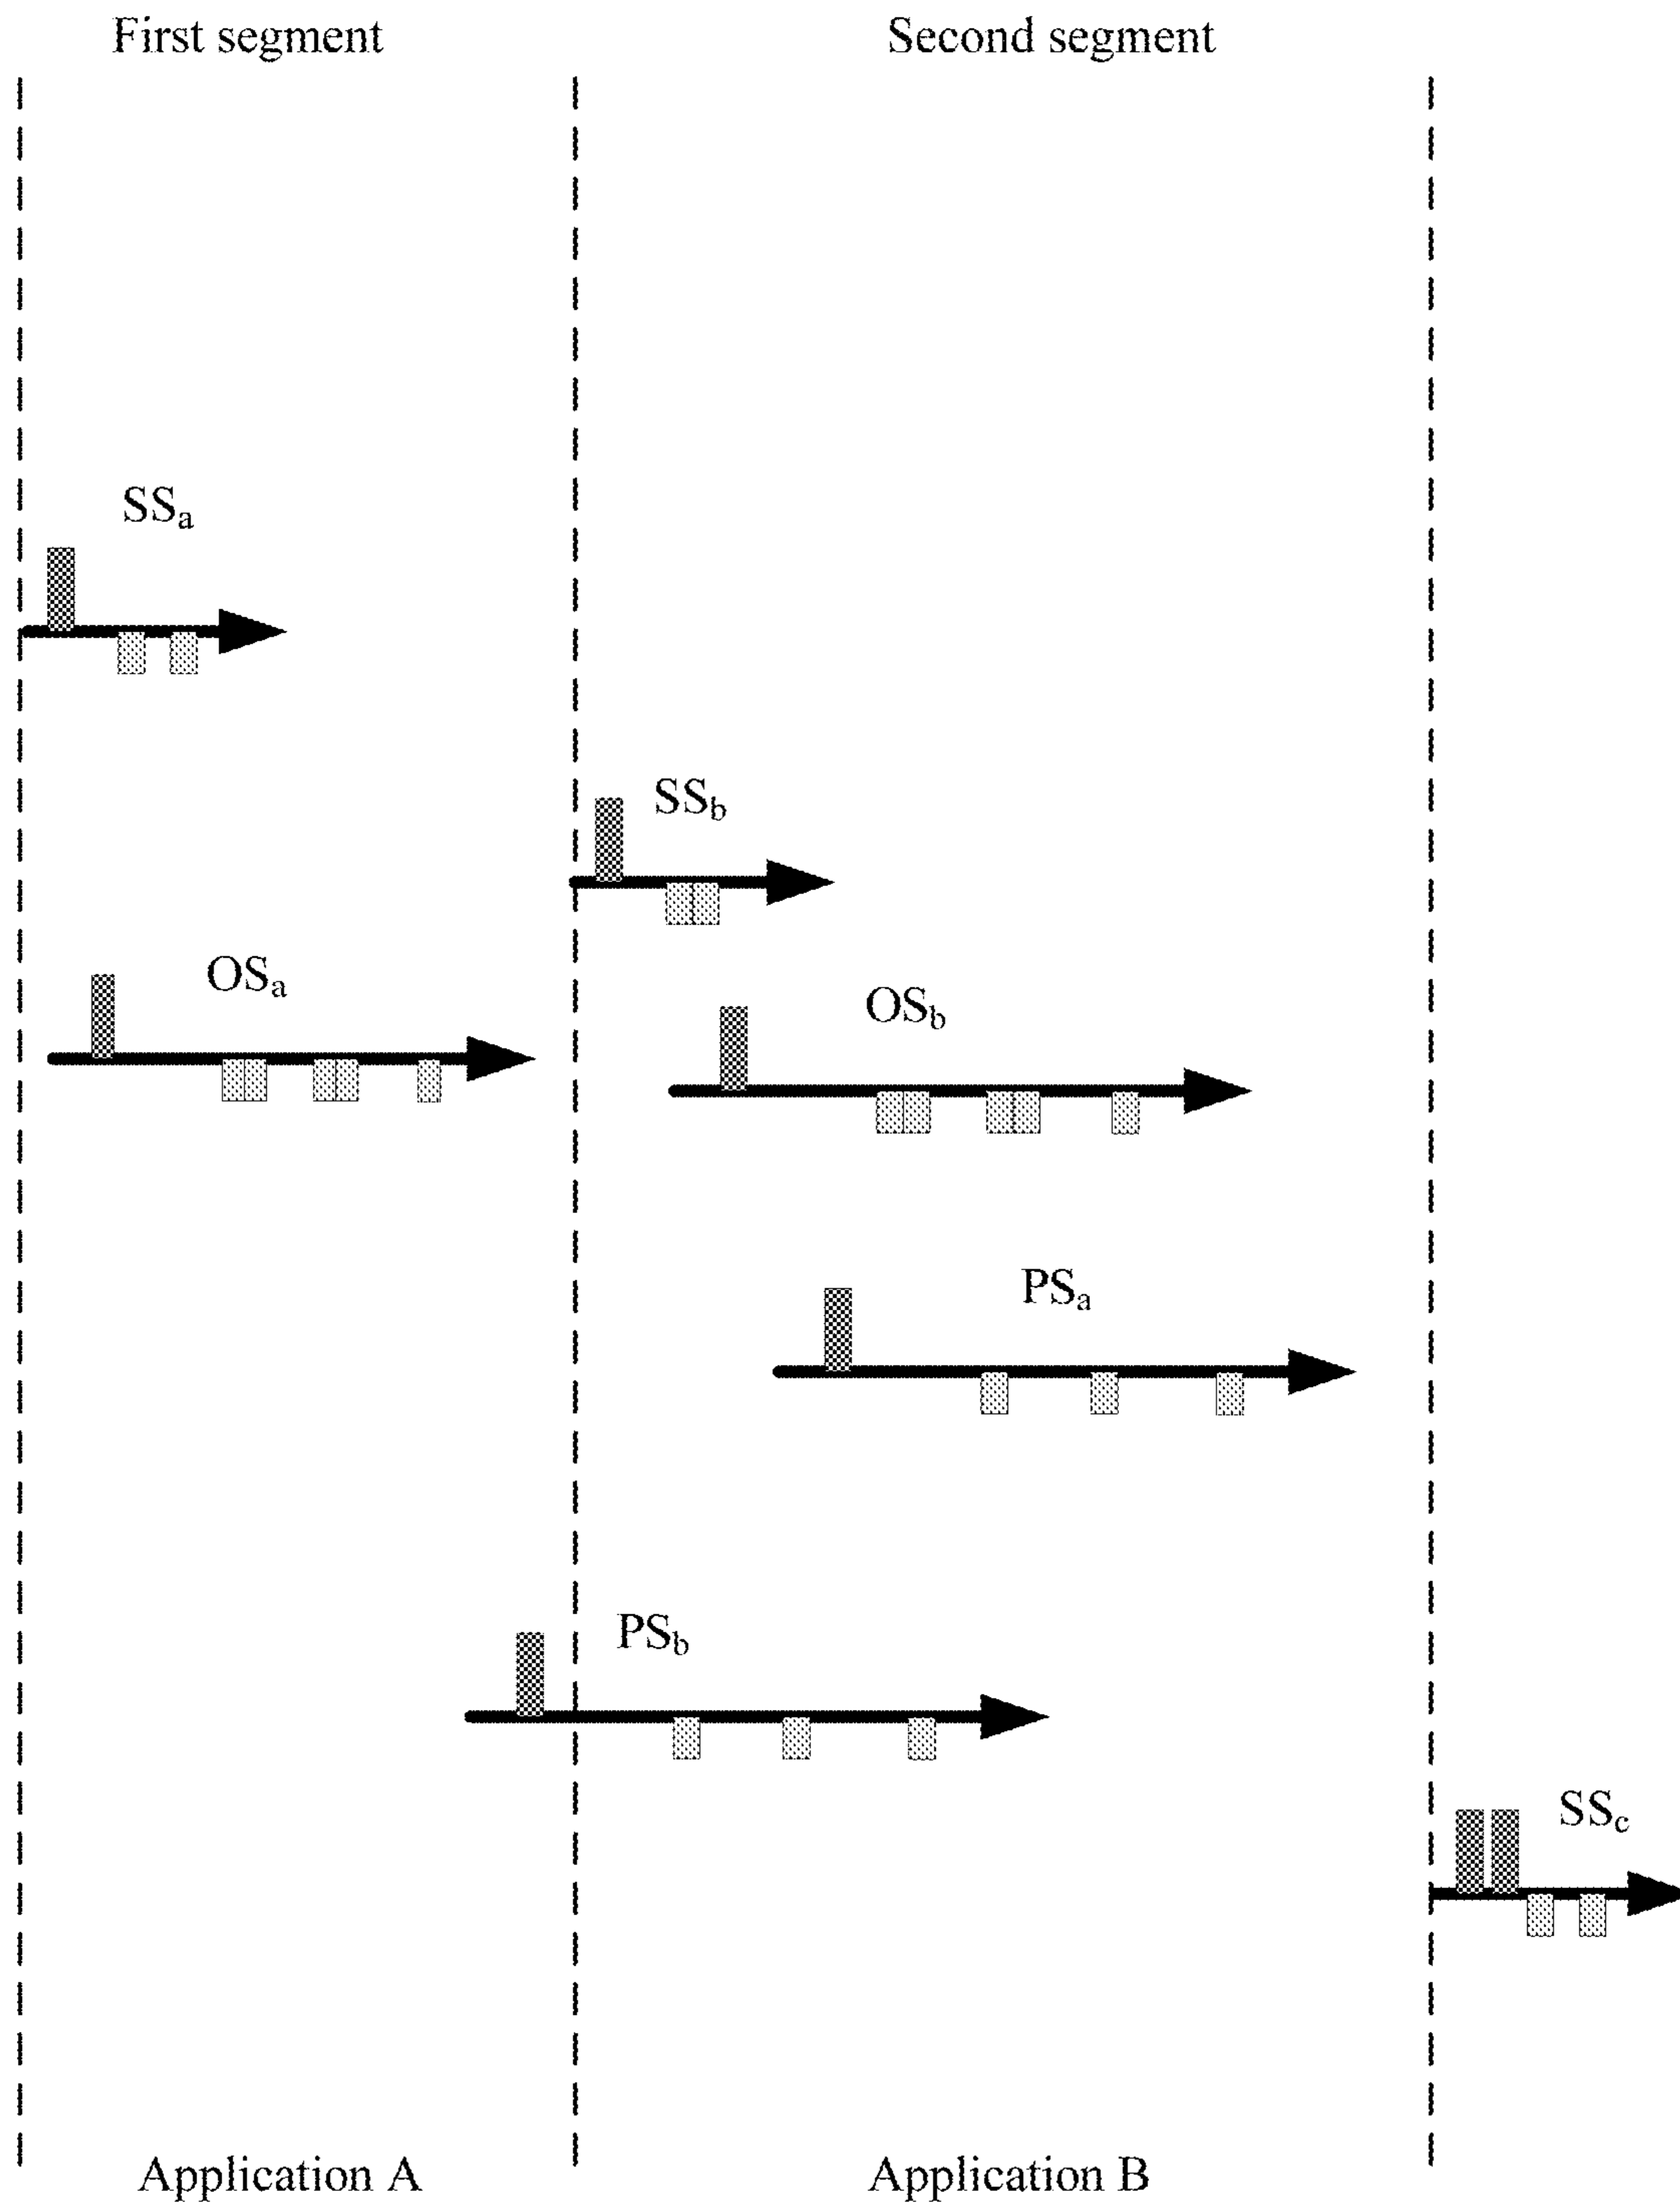 First segment
Second segment
SSa
SSb
OSa
OSb
PSa
PSb
SSc
Application A
Application B